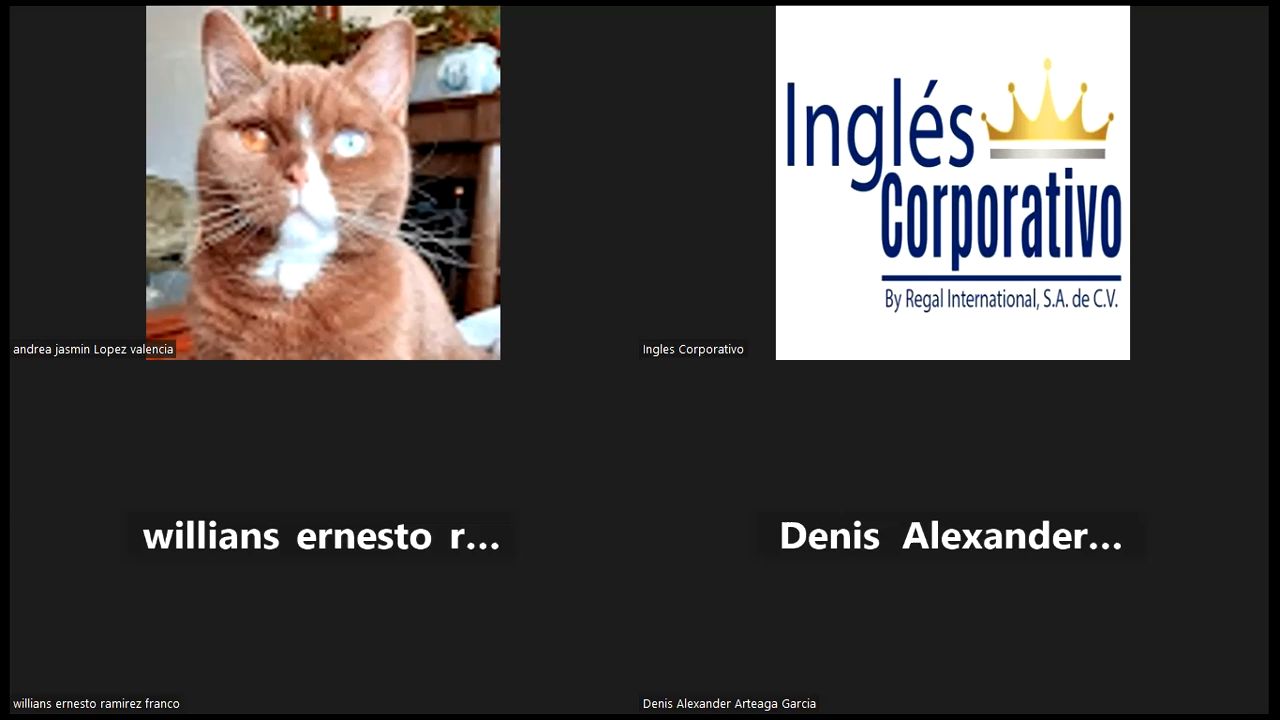 Inglés
Corporativo
By Regal International, S.A. de C.V.
andrea jasmin Lopez valencia
Ingles Corporativo
willians ernesto r...
Denis Alexander...
willians ernesto ramirez franco
Denis Alexander Arteaga Garcia